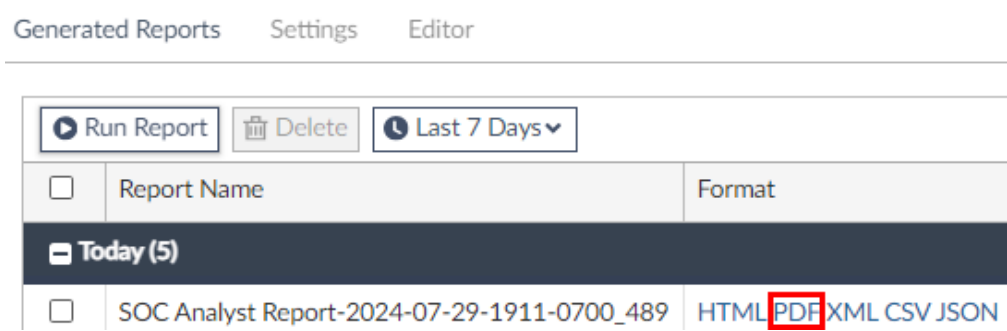 Generated Reports Settings Editor
Run Report Delete Last 7 Days
Report Name Format
Today (5)
SOC Analyst Report-2024-07-29-1911-0700_489 HTML PDF XML CSV JSON